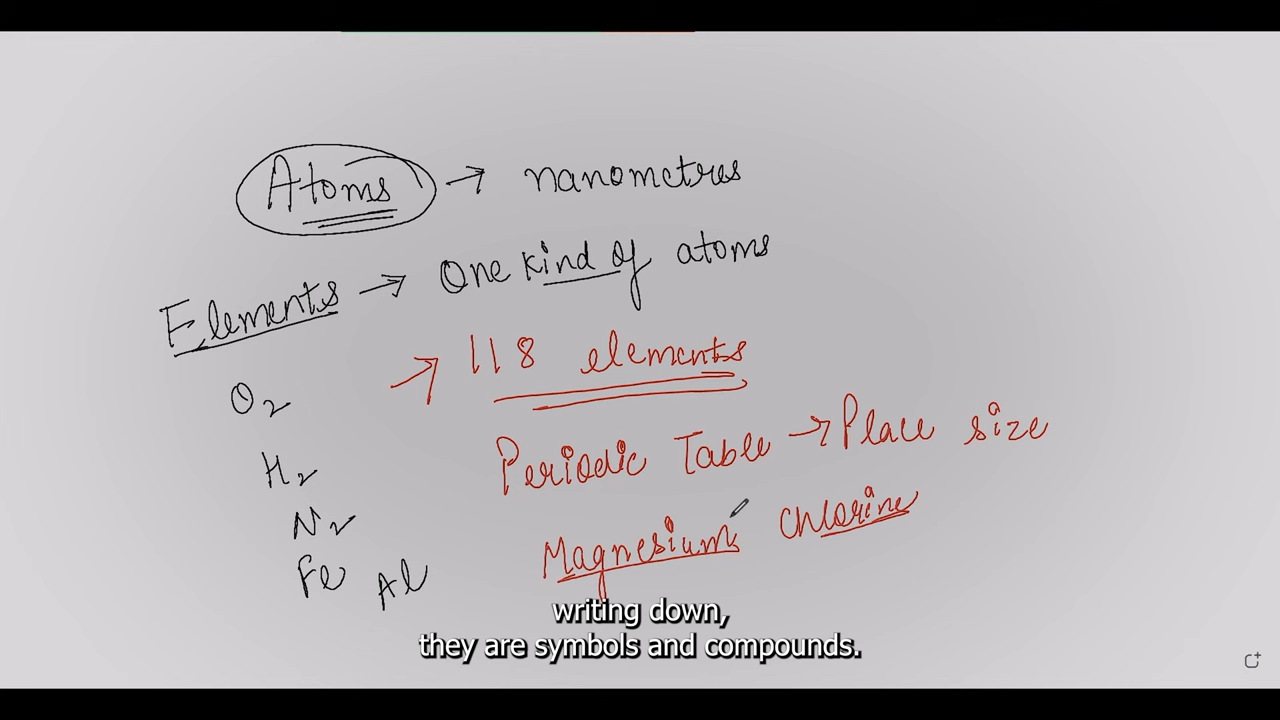 Atoms → nanometres
Elements → One kind of atoms
→ 118 elements
O2
Periodic Table → Place size
H2
Magnesium Chlorine
N2
Fe Al
writing down,
they are symbols and compounds.